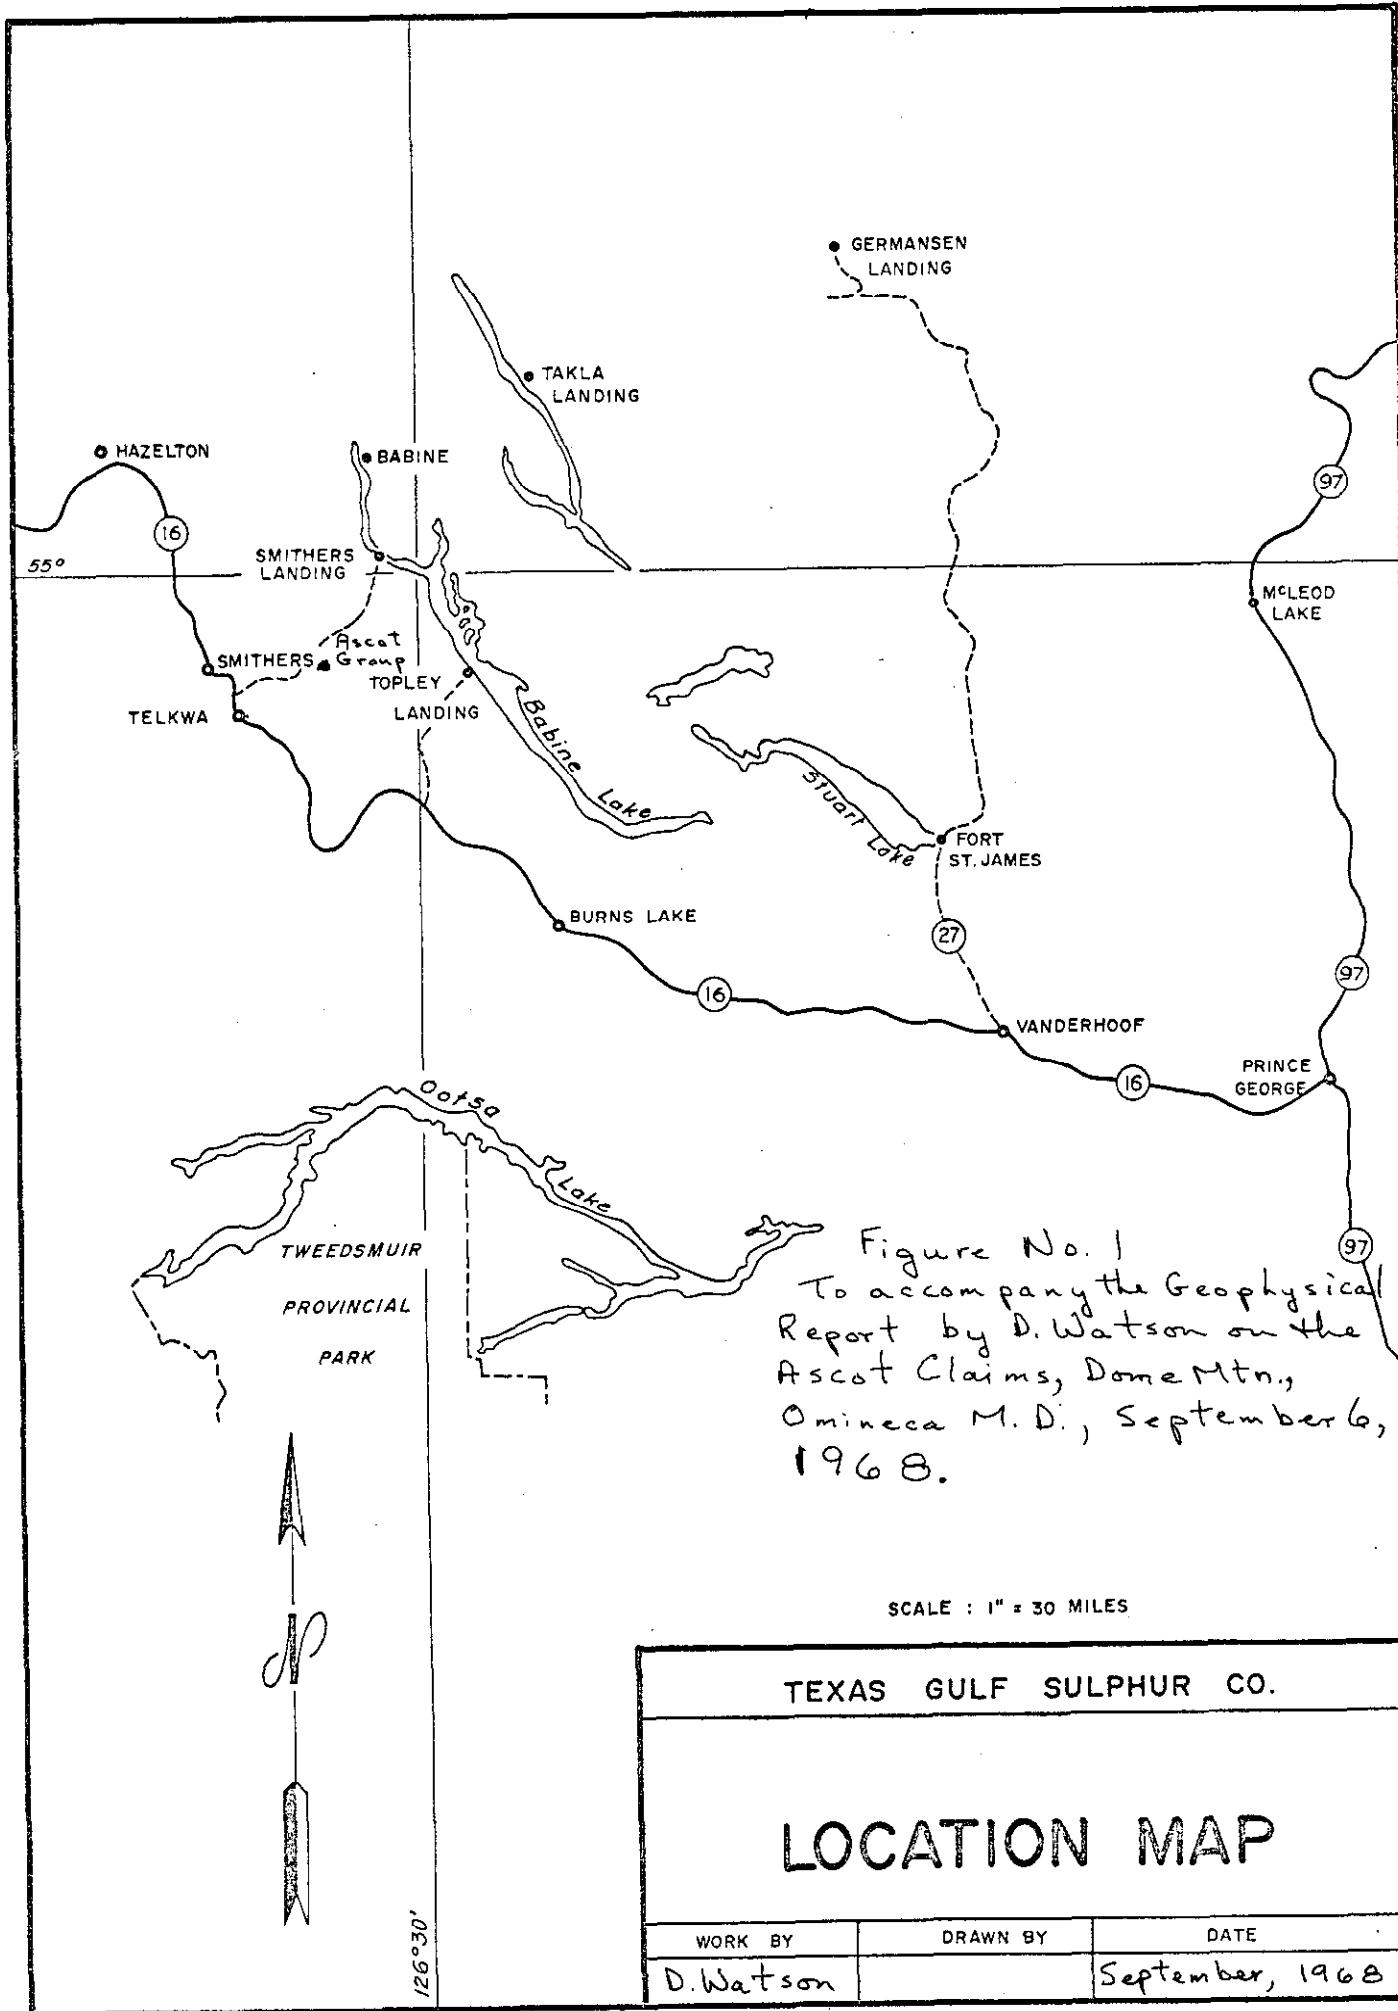 GERMANSEN
LANDING
TAKLA
LANDING
HAZELTON
BABINE
97
16
SMITHERS
LANDING
55°
McLEOD
LAKE
Ascot
Group
SMITHERS
TOPLEY
LANDING
TELKWA
Babine
Lake
Stuart
Lake
FORT
ST. JAMES
BURNS LAKE
27
16
97
VANDERHOOF
PRINCE
GEORGE
16
Ootsa
Lake
TWEEDSMUIR
PROVINCIAL
PARK
97
Figure No. 1
To accompany the Geophysical
Report by D. Watson on the
Ascot Claims, Dome Mtn.,
Omineca M. D., September 6,
1968.
N
SCALE : 1" = 30 MILES
TEXAS GULF SULPHUR CO.
LOCATION MAP
126°30'
WORK BY DRAWN BY DATE
D. Watson September, 1968